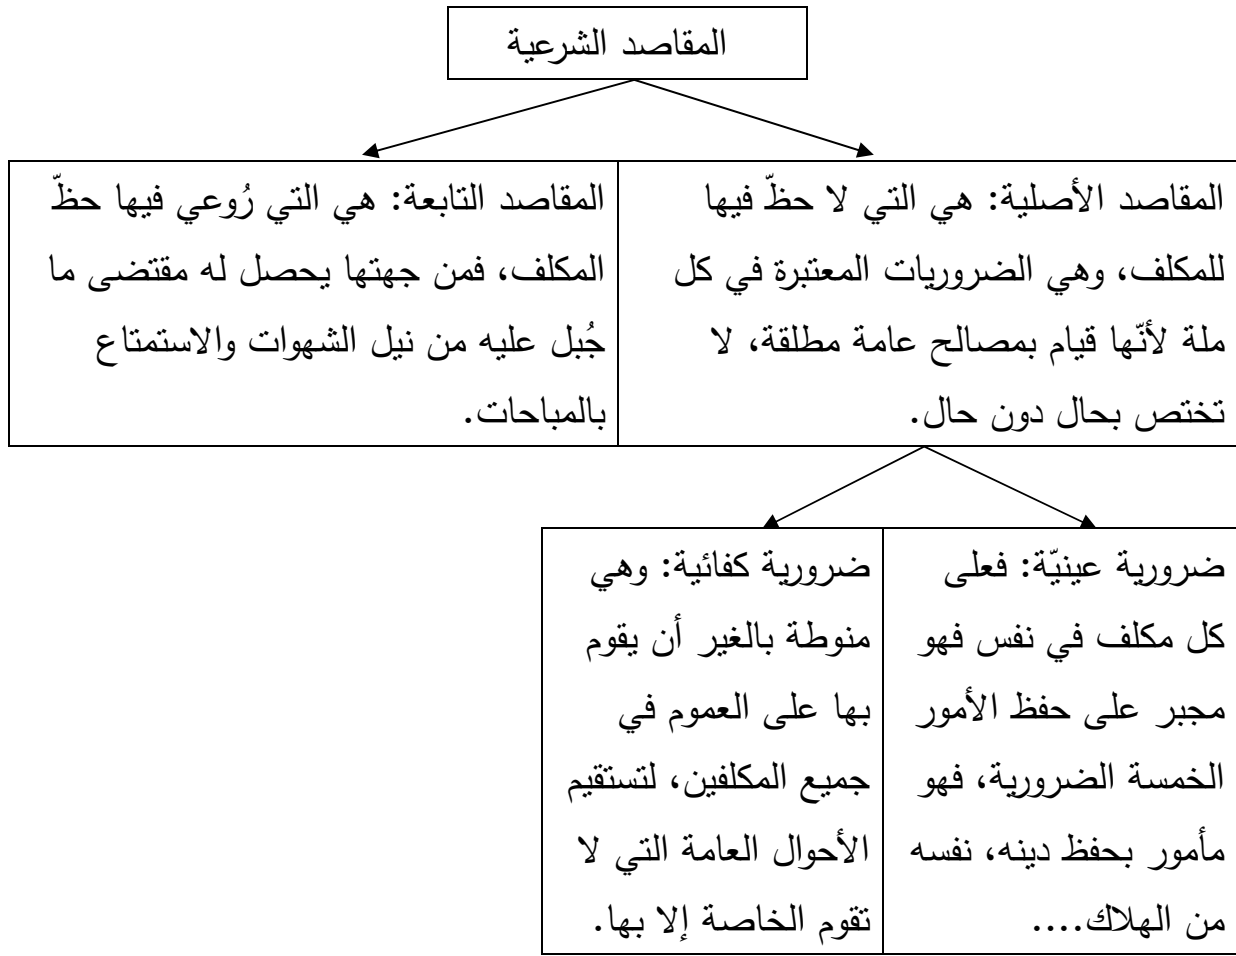 المقاصد الشرعية
المقاصد الأصلية: هي التي لا حظّ فيها
للمكلف، وهي الضروريات المعتبرة في كل
ملة لأنّها قيام بمصالح عامة مطلقة، لا
تختص بحال دون حال.
المقاصد التابعة: هي التي رُوعي فيها حظّ
المكلف، فمن جهتها يحصل له مقتضى ما
جُبل عليه من نيل الشهوات والاستمتاع
بالمباحات.
ضرورية عينيّة: فعلى
كل مكلف في نفس فهو
مجبر على حفظ الأمور
الخمسة الضرورية، فهو
مأمور بحفظ دينه، نفسه
من الهلاك....
ضرورية كفائية: وهي
منوطة بالغير أن يقوم
بها على العموم في
جميع المكلفين، لتستقيم
الأحوال العامة التي لا
تقوم الخاصة إلا بها.